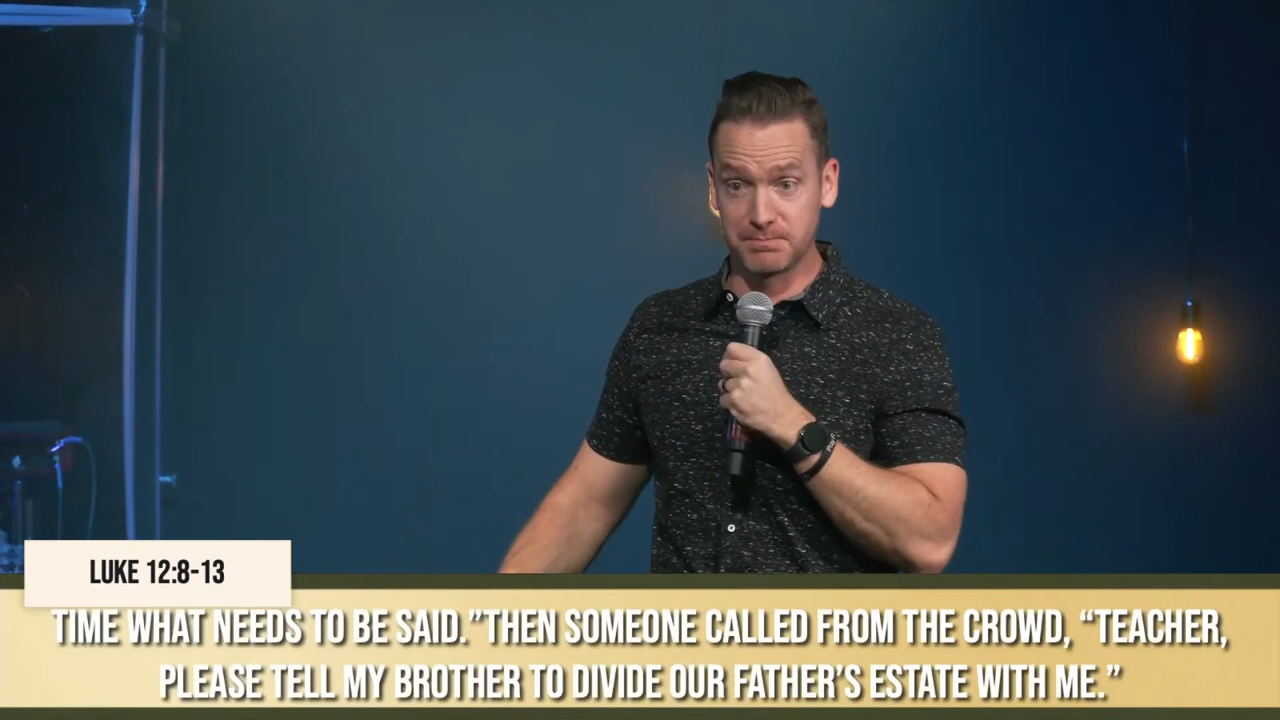 LUKE 12:8-13
TIME WHAT NEEDS TO BE SAID.”THEN SOMEONE CALLED FROM THE CROWD, “TEACHER,
PLEASE TELL MY BROTHER TO DIVIDE OUR FATHER’S ESTATE WITH ME.”